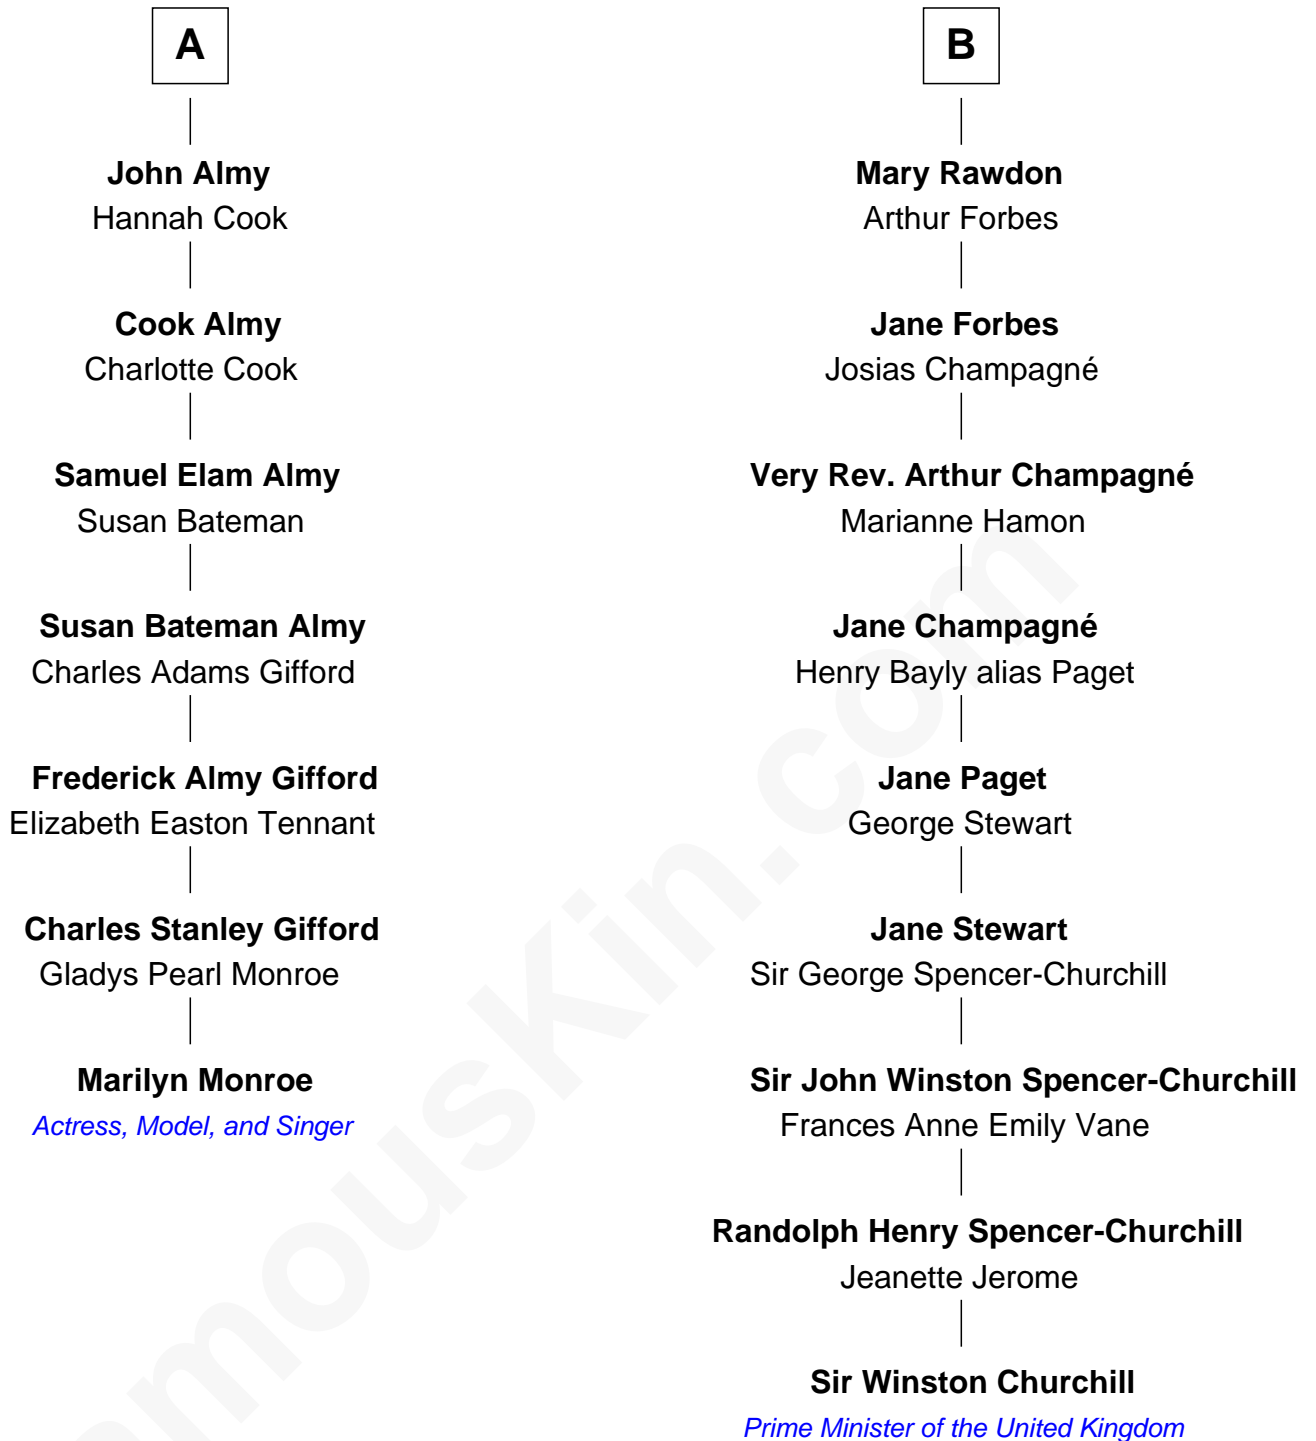 A
John Almy
Hannah Cook
Cook Almy
Charlotte Cook
Samuel Elam Almy
Susan Bateman
Susan Bateman Almy
Charles Adams Gifford
Frederick Almy Gifford
Elizabeth Easton Tennant
Charles Stanley Gifford
Gladys Pearl Monroe
Marilyn Monroe
Actress, Model, and Singer
B
Mary Rawdon
Arthur Forbes
Jane Forbes
Josias Champagné
Very Rev. Arthur Champagné
Marianne Hamon
Jane Champagné
Henry Bayly alias Paget
Jane Paget
George Stewart
Jane Stewart
Sir George Spencer-Churchill
Sir John Winston Spencer-Churchill
Frances Anne Emily Vane
Randolph Henry Spencer-Churchill
Jeanette Jerome
Sir Winston Churchill
Prime Minister of the United Kingdom
amousKin.com